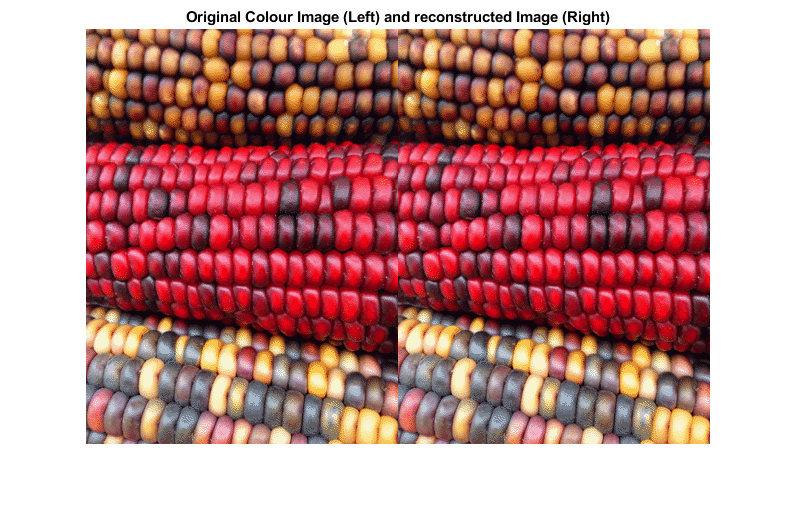 Original Colour Image (Left) and reconstructed Image (Right)